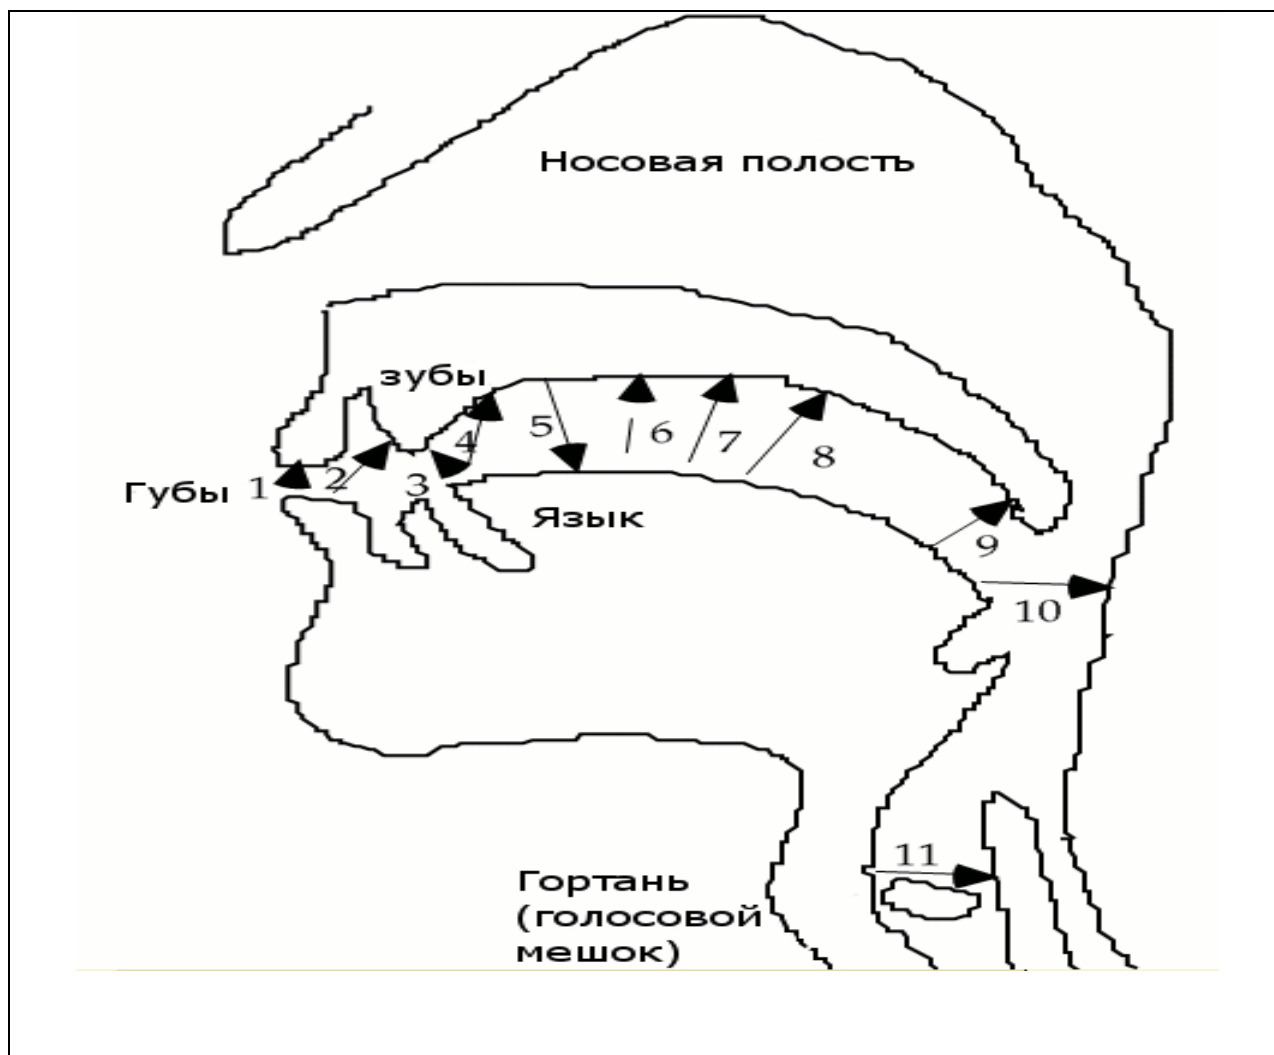 Носовая полость
зубы
Губы 1 2 3 4 5 6 7 8
Язык
9
10
11
Гортань
(голосовой
мешок)